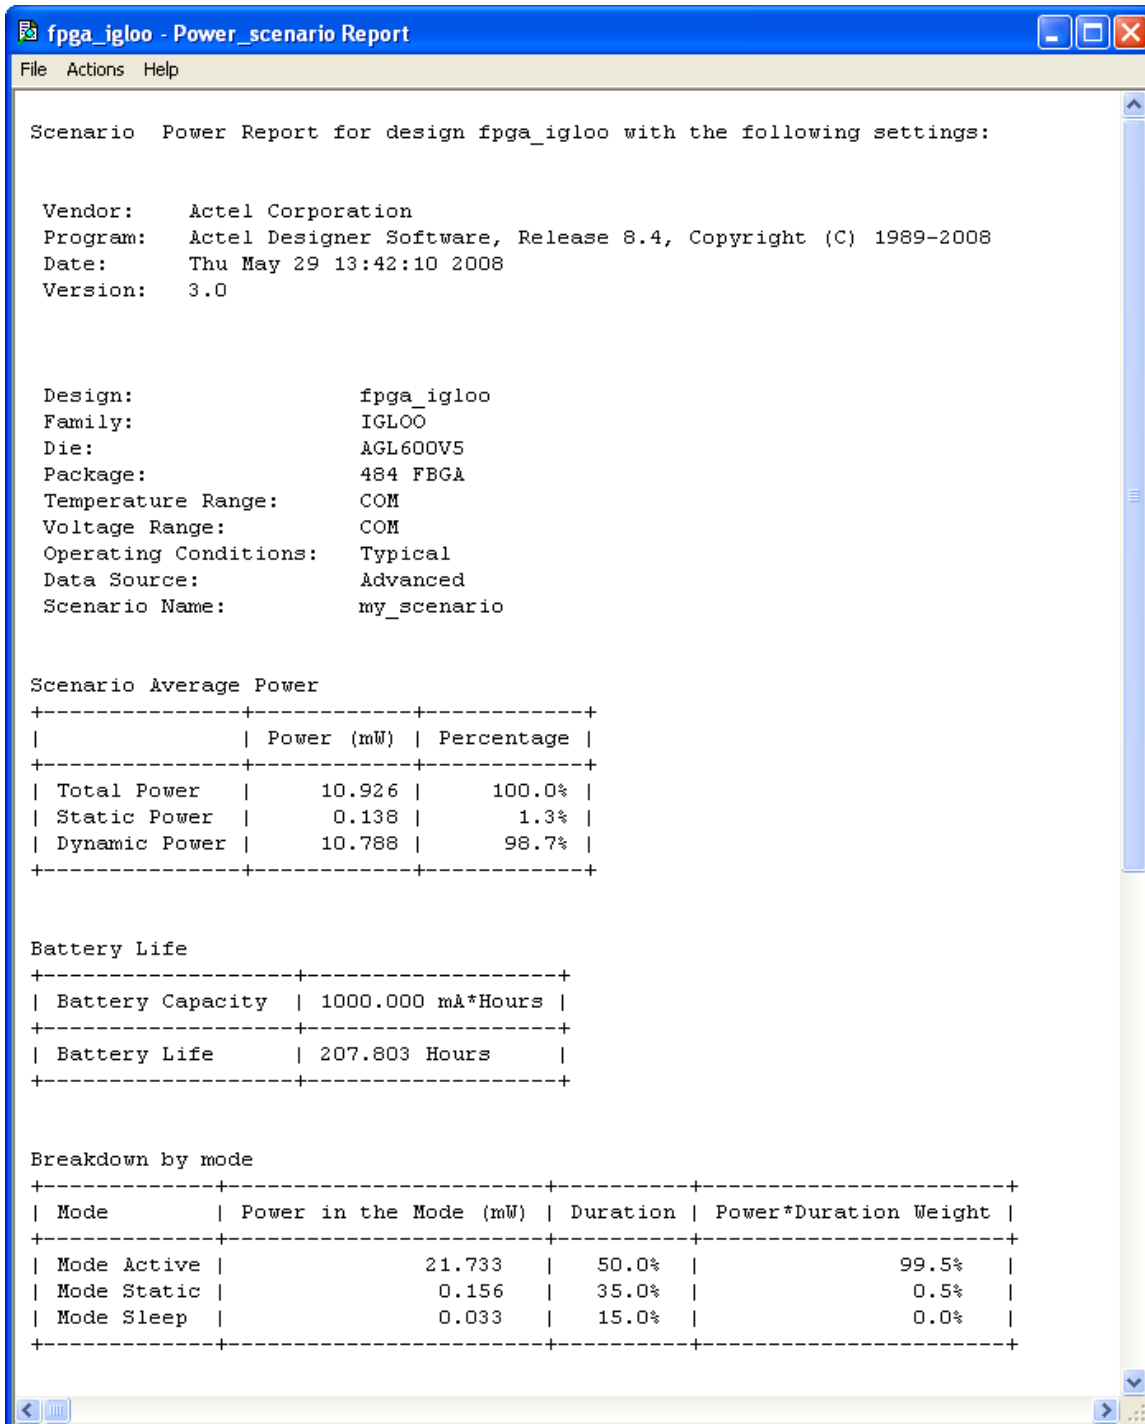 fpga_igloo - Power_scenario Report
File Actions Help
Scenario  Power Report for design fpga_igloo with the following settings:
Vendor:    Actel Corporation
Program:   Actel Designer Software, Release 8.4, Copyright (C) 1989-2008
Date:      Thu May 29 13:42:10 2008
Version:   3.0
Design:                  fpga_igloo
Family:                  IGLOO
Die:                     AGL600V5
Package:                 484 FBGA
Temperature Range:       COM
Voltage Range:           COM
Operating Conditions:    Typical
Data Source:             Advanced
Scenario Name:           my_scenario
Scenario Average Power
+---------------+------------+------------+
|               | Power (mW) | Percentage |
+---------------+------------+------------+
| Total Power   |     10.926 |     100.0% |
| Static Power  |      0.138 |       1.3% |
| Dynamic Power |     10.788 |      98.7% |
+---------------+------------+------------+
Battery Life
+-------------------+-------------------+
| Battery Capacity  | 1000.000 mA*Hours |
+-------------------+-------------------+
| Battery Life      | 207.803 Hours     |
+-------------------+-------------------+
Breakdown by mode
+-------------+------------------------+----------+-----------------------+
| Mode        | Power in the Mode (mW) | Duration | Power*Duration Weight |
+-------------+------------------------+----------+-----------------------+
| Mode Active |               21.733   |   50.0%  |               99.5%   |
| Mode Static |                0.156   |   35.0%  |                0.5%   |
| Mode Sleep  |                0.033   |   15.0%  |                0.0%   |
+-------------+------------------------+----------+-----------------------+